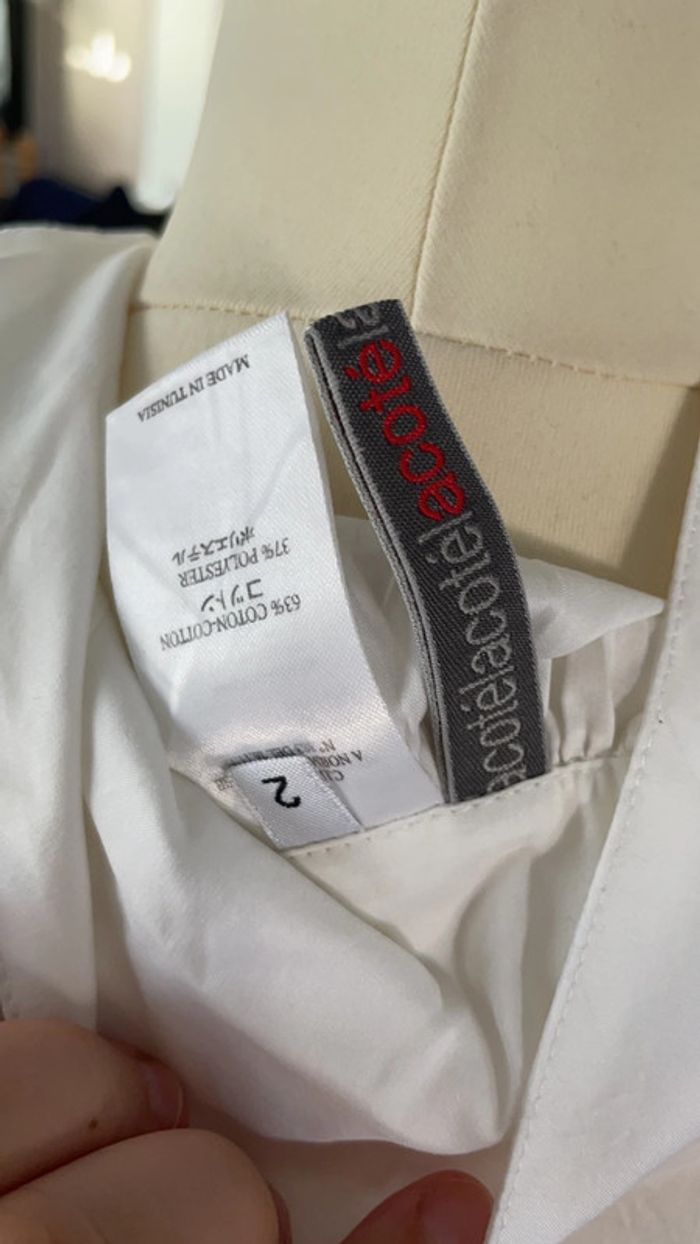 2
63% COTON-COTTON
コットン
37% POLYESTER
ポリエステル
MADE IN TUNISIA
acotélacotélacotéla